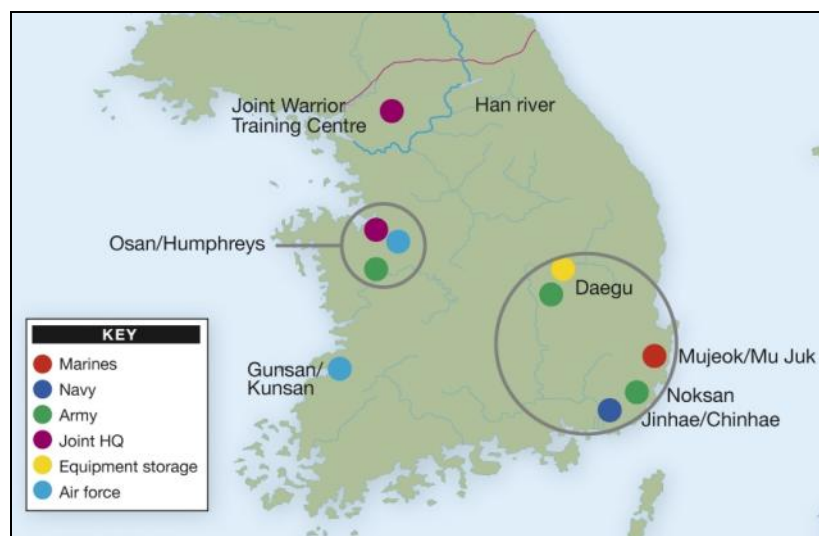 Joint Warrior
Training Centre
Han river
Osan/Humphreys
Daegu
Gunsan/
Kunsan
Mujeok/Mu Juk
Noksan
Jinhae/Chinhae
KEY
Marines
Navy
Army
Joint HQ
Equipment storage
Air force